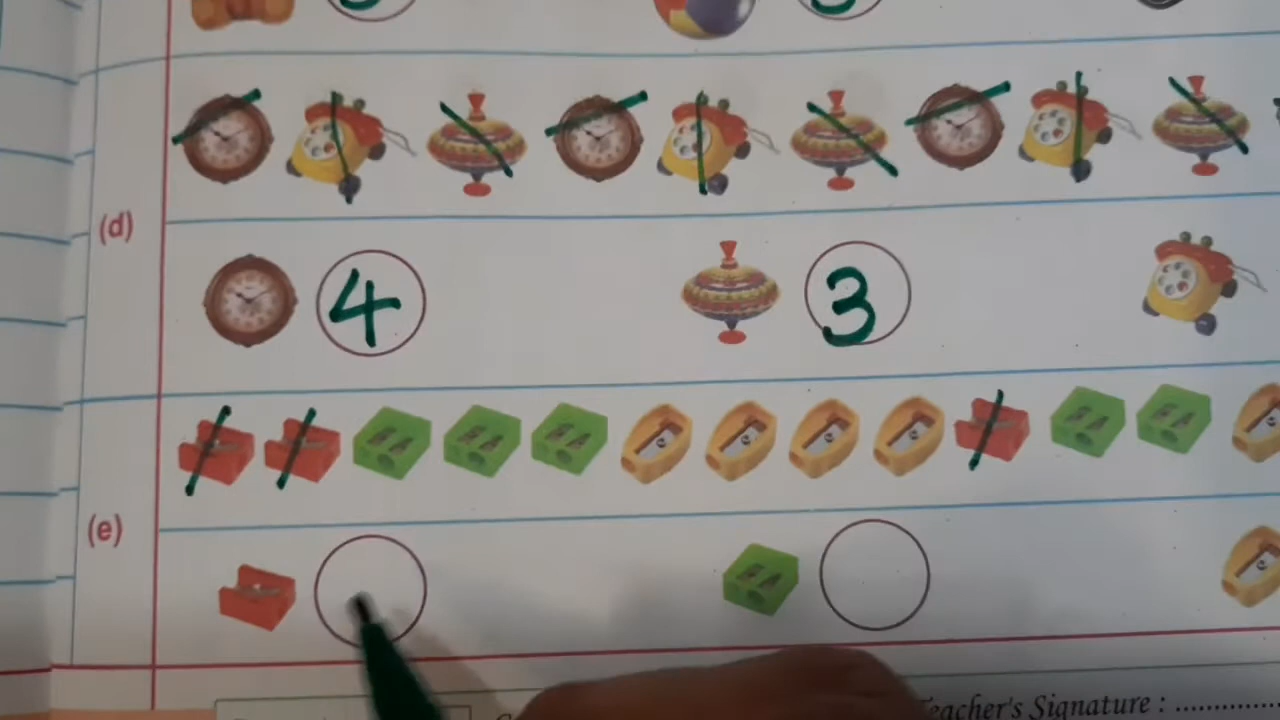 (d)
4 3
(e)
Teacher's Signature : ..............